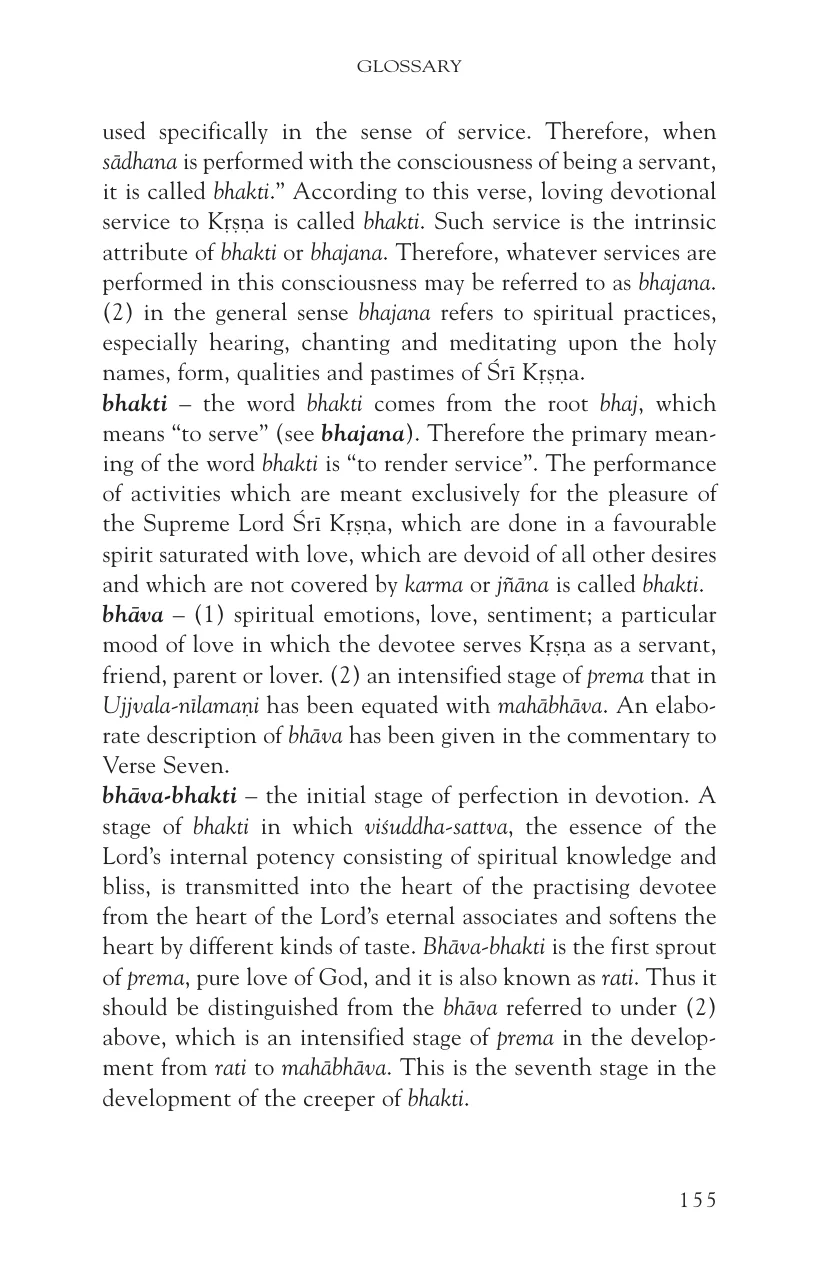 GLOSSARY
used specifically in the sense of service. Therefore, when
sādhana is performed with the consciousness of being a servant,
it is called bhakti.” According to this verse, loving devotional
service to Kṛṣṇa is called bhakti. Such service is the intrinsic
attribute of bhakti or bhajana. Therefore, whatever services are
performed in this consciousness may be referred to as bhajana.
(2) in the general sense bhajana refers to spiritual practices,
especially hearing, chanting and meditating upon the holy
names, form, qualities and pastimes of Śrī Kṛṣṇa.
bhakti – the word bhakti comes from the root bhaj, which
means “to serve” (see bhajana). Therefore the primary mean-
ing of the word bhakti is “to render service”. The performance
of activities which are meant exclusively for the pleasure of
the Supreme Lord Śrī Kṛṣṇa, which are done in a favourable
spirit saturated with love, which are devoid of all other desires
and which are not covered by karma or jñāna is called bhakti.
bhāva – (1) spiritual emotions, love, sentiment; a particular
mood of love in which the devotee serves Kṛṣṇa as a servant,
friend, parent or lover. (2) an intensified stage of prema that in
Ujjvala-nīlamaṇi has been equated with mahābhāva. An elabo-
rate description of bhāva has been given in the commentary to
Verse Seven.
bhāva-bhakti – the initial stage of perfection in devotion. A
stage of bhakti in which viśuddha-sattva, the essence of the
Lord’s internal potency consisting of spiritual knowledge and
bliss, is transmitted into the heart of the practising devotee
from the heart of the Lord’s eternal associates and softens the
heart by different kinds of taste. Bhāva-bhakti is the first sprout
of prema, pure love of God, and it is also known as rati. Thus it
should be distinguished from the bhāva referred to under (2)
above, which is an intensified stage of prema in the develop-
ment from rati to mahābhāva. This is the seventh stage in the
development of the creeper of bhakti.
155